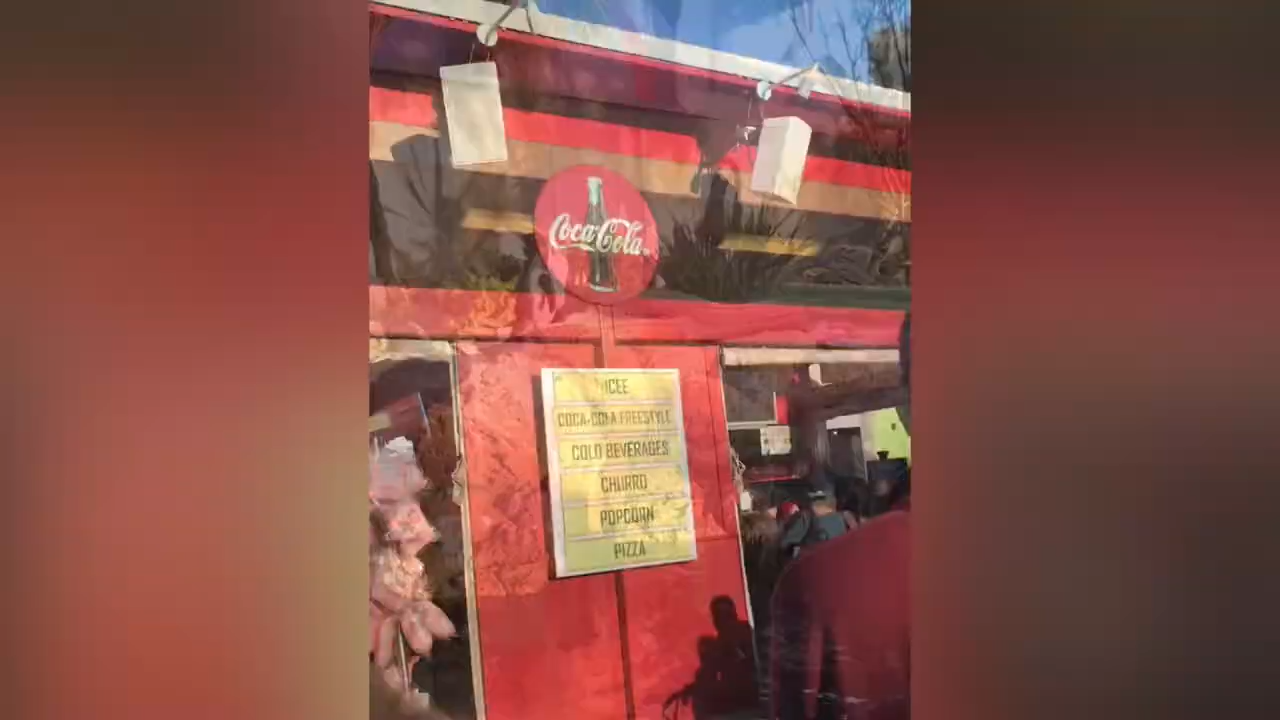 Coca-Cola
ICEE
COCA-COLA FREESTYLE
COLD BEVERAGES
CHURRO
POPCORN
PIZZA